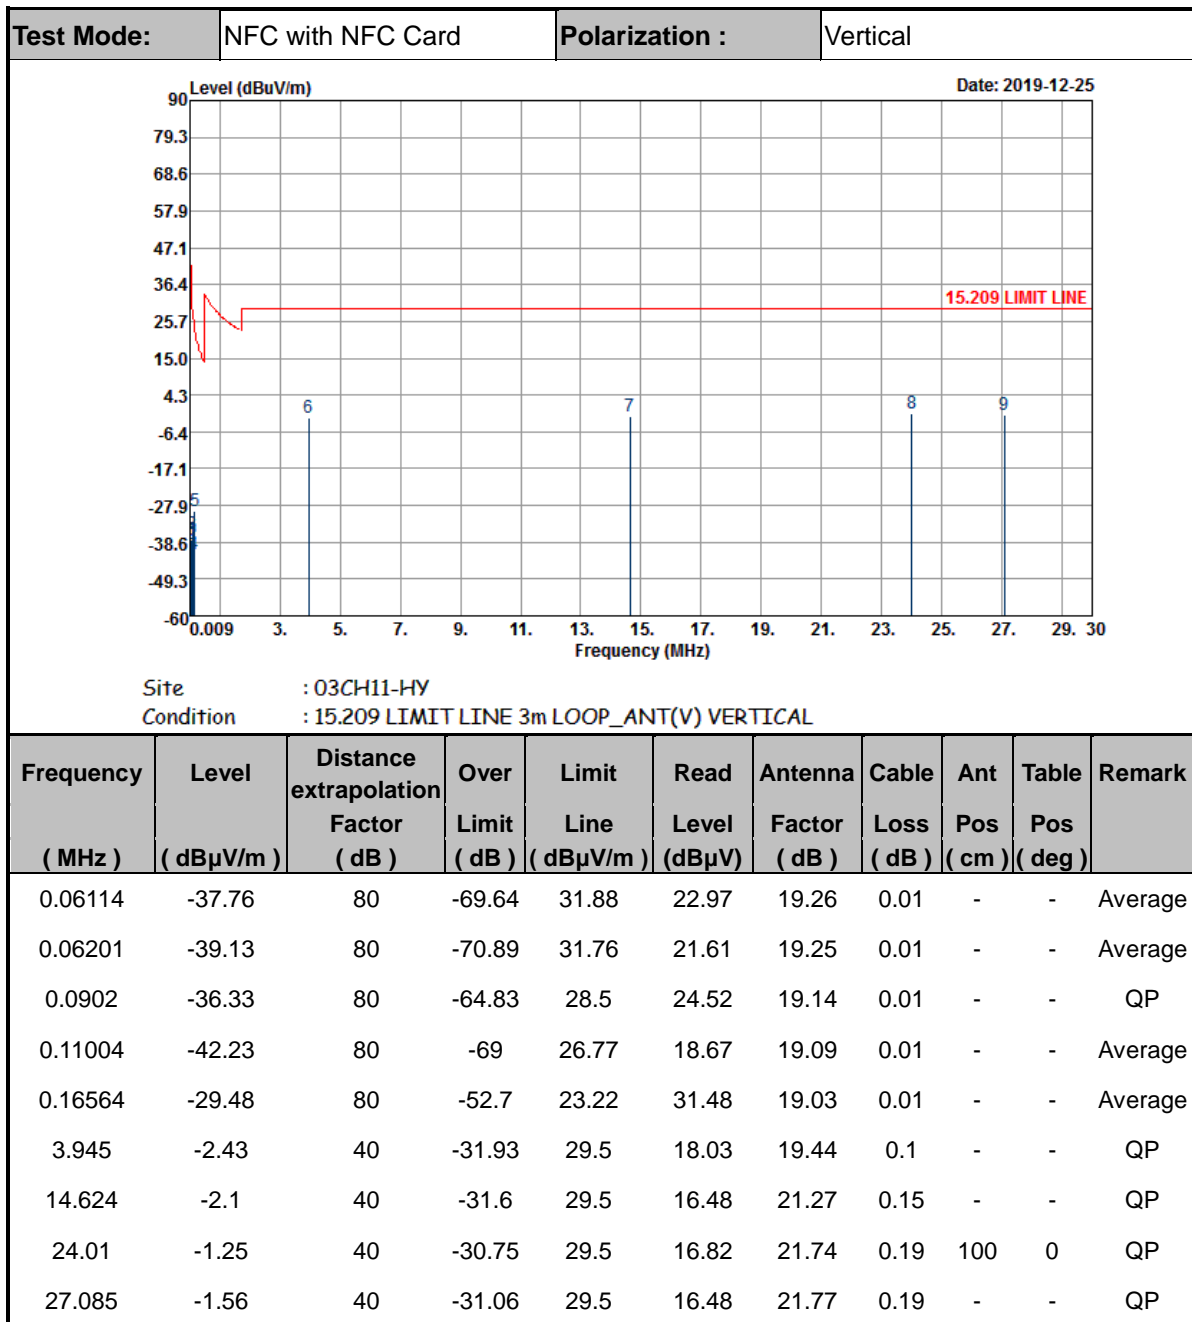 Test Mode: NFC with NFC Card Polarization : Vertical
Level (dBuV/m) Date: 2019-12-25
90
79.3
68.6
57.9
47.1
36.4
15.209 LIMIT LINE
25.7
15.0
4.3
6 7 8 9
-6.4
-17.1
-27.9 5
-38.6
-49.3
-60
0.009 3. 5. 7. 9. 11. 13. 15. 17. 19. 21. 23. 25. 27. 29. 30
Frequency (MHz)
Site : 03CH11-HY
Condition : 15.209 LIMIT LINE 3m LOOP_ANT(V) VERTICAL
Frequency Level Distance extrapolation Over Limit Read Antenna Cable Ant Table Remark
Factor Limit Line Level Factor Loss Pos Pos
( MHz ) ( dBµV/m ) ( dB ) ( dB ) ( dBµV/m ) (dBµV) ( dB ) ( dB ) ( cm ) ( deg )
0.06114 -37.76 80 -69.64 31.88 22.97 19.26 0.01 - - Average
0.06201 -39.13 80 -70.89 31.76 21.61 19.25 0.01 - - Average
0.0902 -36.33 80 -64.83 28.5 24.52 19.14 0.01 - - QP
0.11004 -42.23 80 -69 26.77 18.67 19.09 0.01 - - Average
0.16564 -29.48 80 -52.7 23.22 31.48 19.03 0.01 - - Average
3.945 -2.43 40 -31.93 29.5 18.03 19.44 0.1 - - QP
14.624 -2.1 40 -31.6 29.5 16.48 21.27 0.15 - - QP
24.01 -1.25 40 -30.75 29.5 16.82 21.74 0.19 100 0 QP
27.085 -1.56 40 -31.06 29.5 16.48 21.77 0.19 - - QP